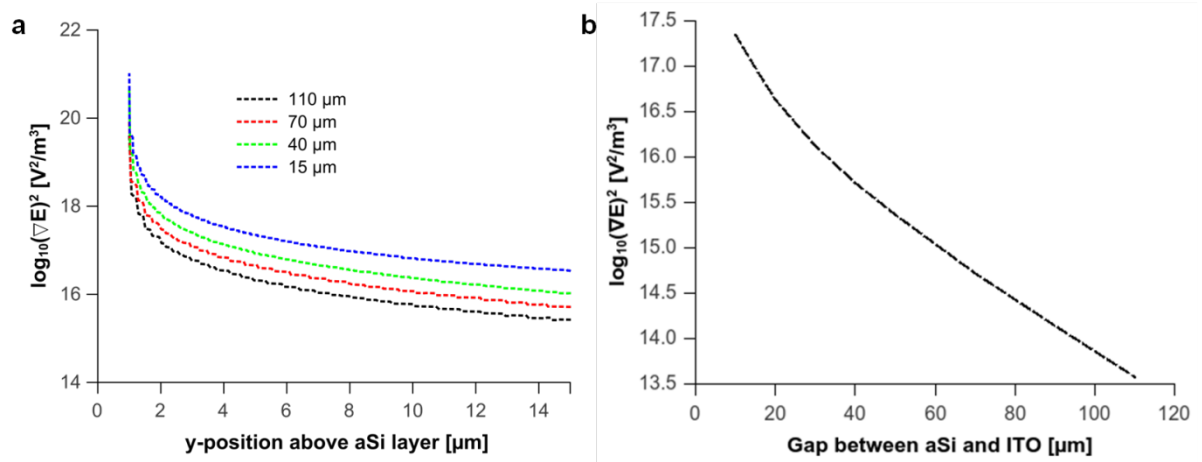 a
22
20
18
16
14
0 2 4 6 8 10 12 14
log₁₀(▽E)² [V²/m³]
y-position above aSi layer [µm]
110 µm
70 µm
40 µm
15 µm
b
17.5
17.0
16.5
16.0
15.5
15.0
14.5
14.0
13.5
0 20 40 60 80 100 120
log₁₀(∇E)² [V²/m³]
Gap between aSi and ITO [µm]